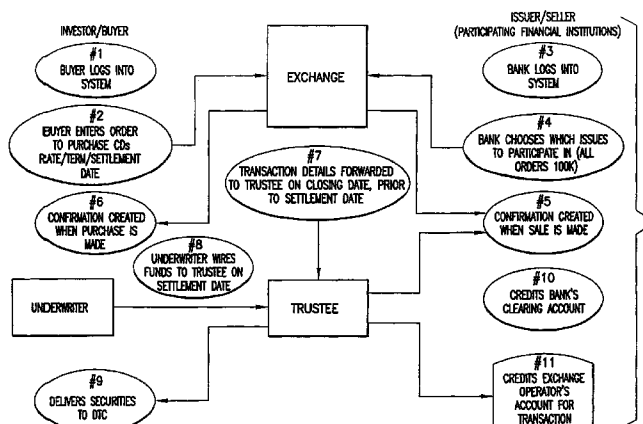 INVESTOR/BUYER
#1
BUYER LOGS INTO
SYSTEM
#2
BUYER ENTERS ORDER
TO PURCHASE CDs
RATE/TERM/SETTLEMENT
DATE
#6
CONFIRMATION CREATED
WHEN PURCHASE IS
MADE
#8
UNDERWRITER WIRES
FUNDS TO TRUSTEE ON
SETTLEMENT DATE
UNDERWRITER
#9
DELIVERS SECURITIES
TO DTC
EXCHANGE
#7
TRANSACTION DETAILS FORWARDED
TO TRUSTEE ON CLOSING DATE, PRIOR
TO SETTLEMENT DATE
TRUSTEE
ISSUER/SELLER
(PARTICIPATING FINANCIAL INSTITUTIONS)
#3
BANK LOGS INTO
SYSTEM
#4
BANK CHOOSES WHICH ISSUES
TO PARTICIPATE IN (ALL
ORDERS 100K)
#5
CONFIRMATION CREATED
WHEN SALE IS MADE
#10
CREDITS BANK'S
CLEARING ACCOUNT
#11
CREDITS EXCHANGE
OPERATOR'S
ACCOUNT FOR
TRANSACTION